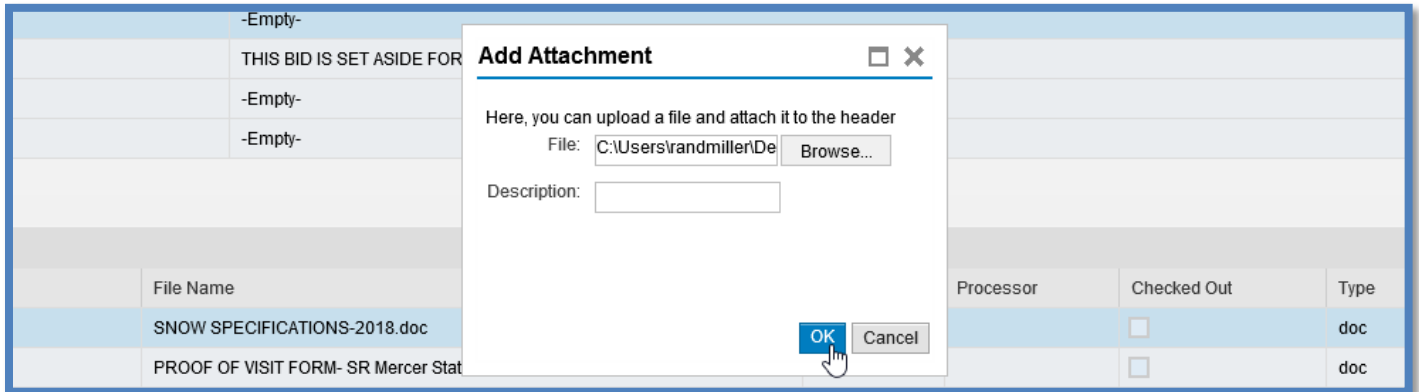 -Empty-
THIS BID IS SET ASIDE FOR
-Empty-
-Empty-
Add Attachment
Here, you can upload a file and attach it to the header
File: C:\Users\randmiller\De Browse...
Description:
OK Cancel
File Name Processor Checked Out Type
SNOW SPECIFICATIONS-2018.doc doc
PROOF OF VISIT FORM- SR Mercer Stat doc